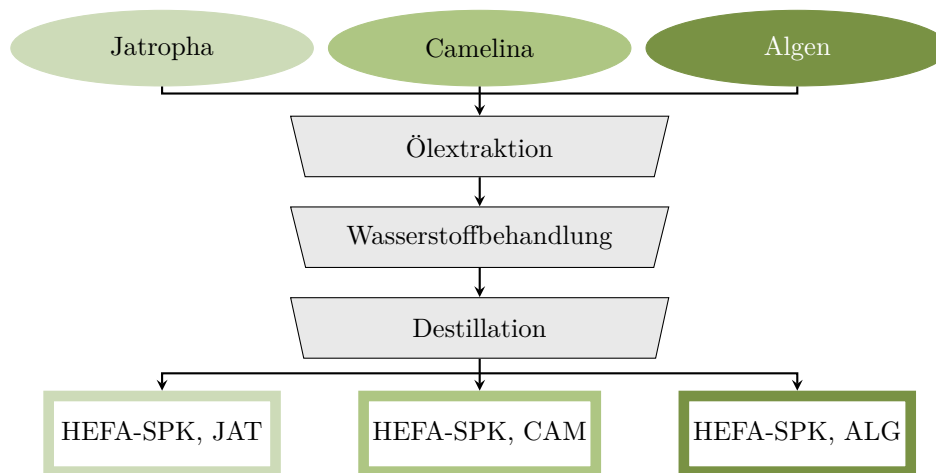 Jatropha
Camelina
Algen
Ölextraktion
Wasserstoffbehandlung
Destillation
HEFA-SPK, JAT
HEFA-SPK, CAM
HEFA-SPK, ALG